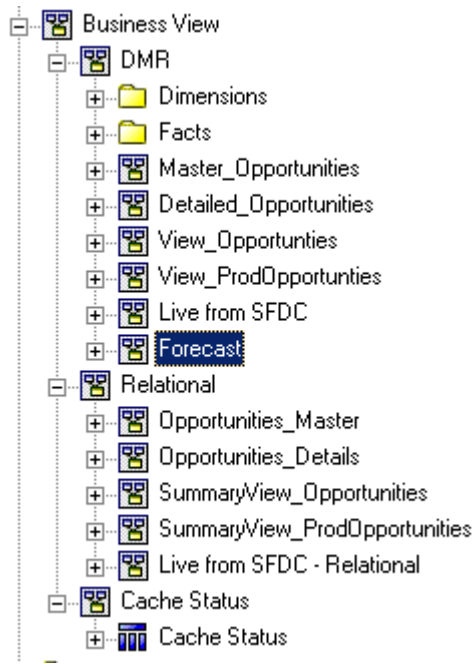 Business View
DMR
Dimensions
Facts
Master_Opportunities
Detailed_Opportunities
View_Opportunties
View_ProdOpportunties
Live from SFDC
Forecast
Relational
Opportunities_Master
Opportunities_Details
SummaryView_Opportunities
SummaryView_ProdOpportunities
Live from SFDC - Relational
Cache Status
Cache Status